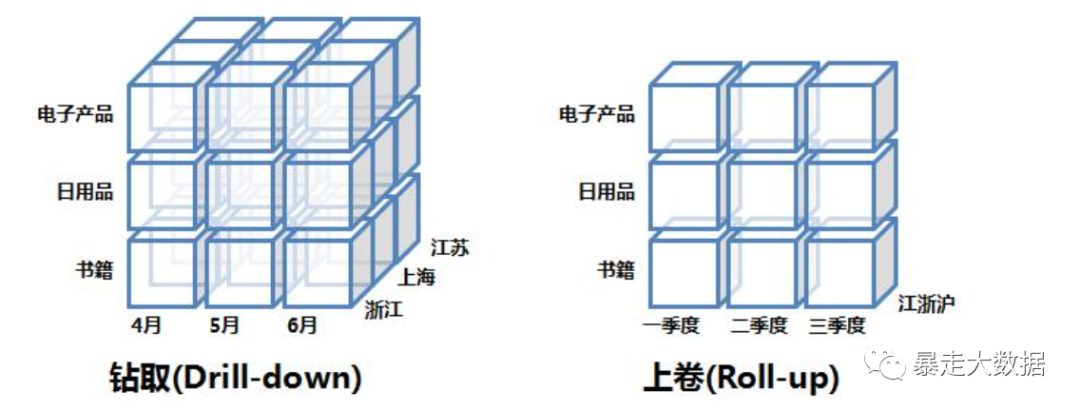 电子产品
日用品
书籍
4月 5月 6月
浙江
上海
江苏
钻取(Drill-down)
电子产品
日用品
书籍
一季度 二季度 三季度
江浙沪
上卷(Roll-up)
暴走大数据